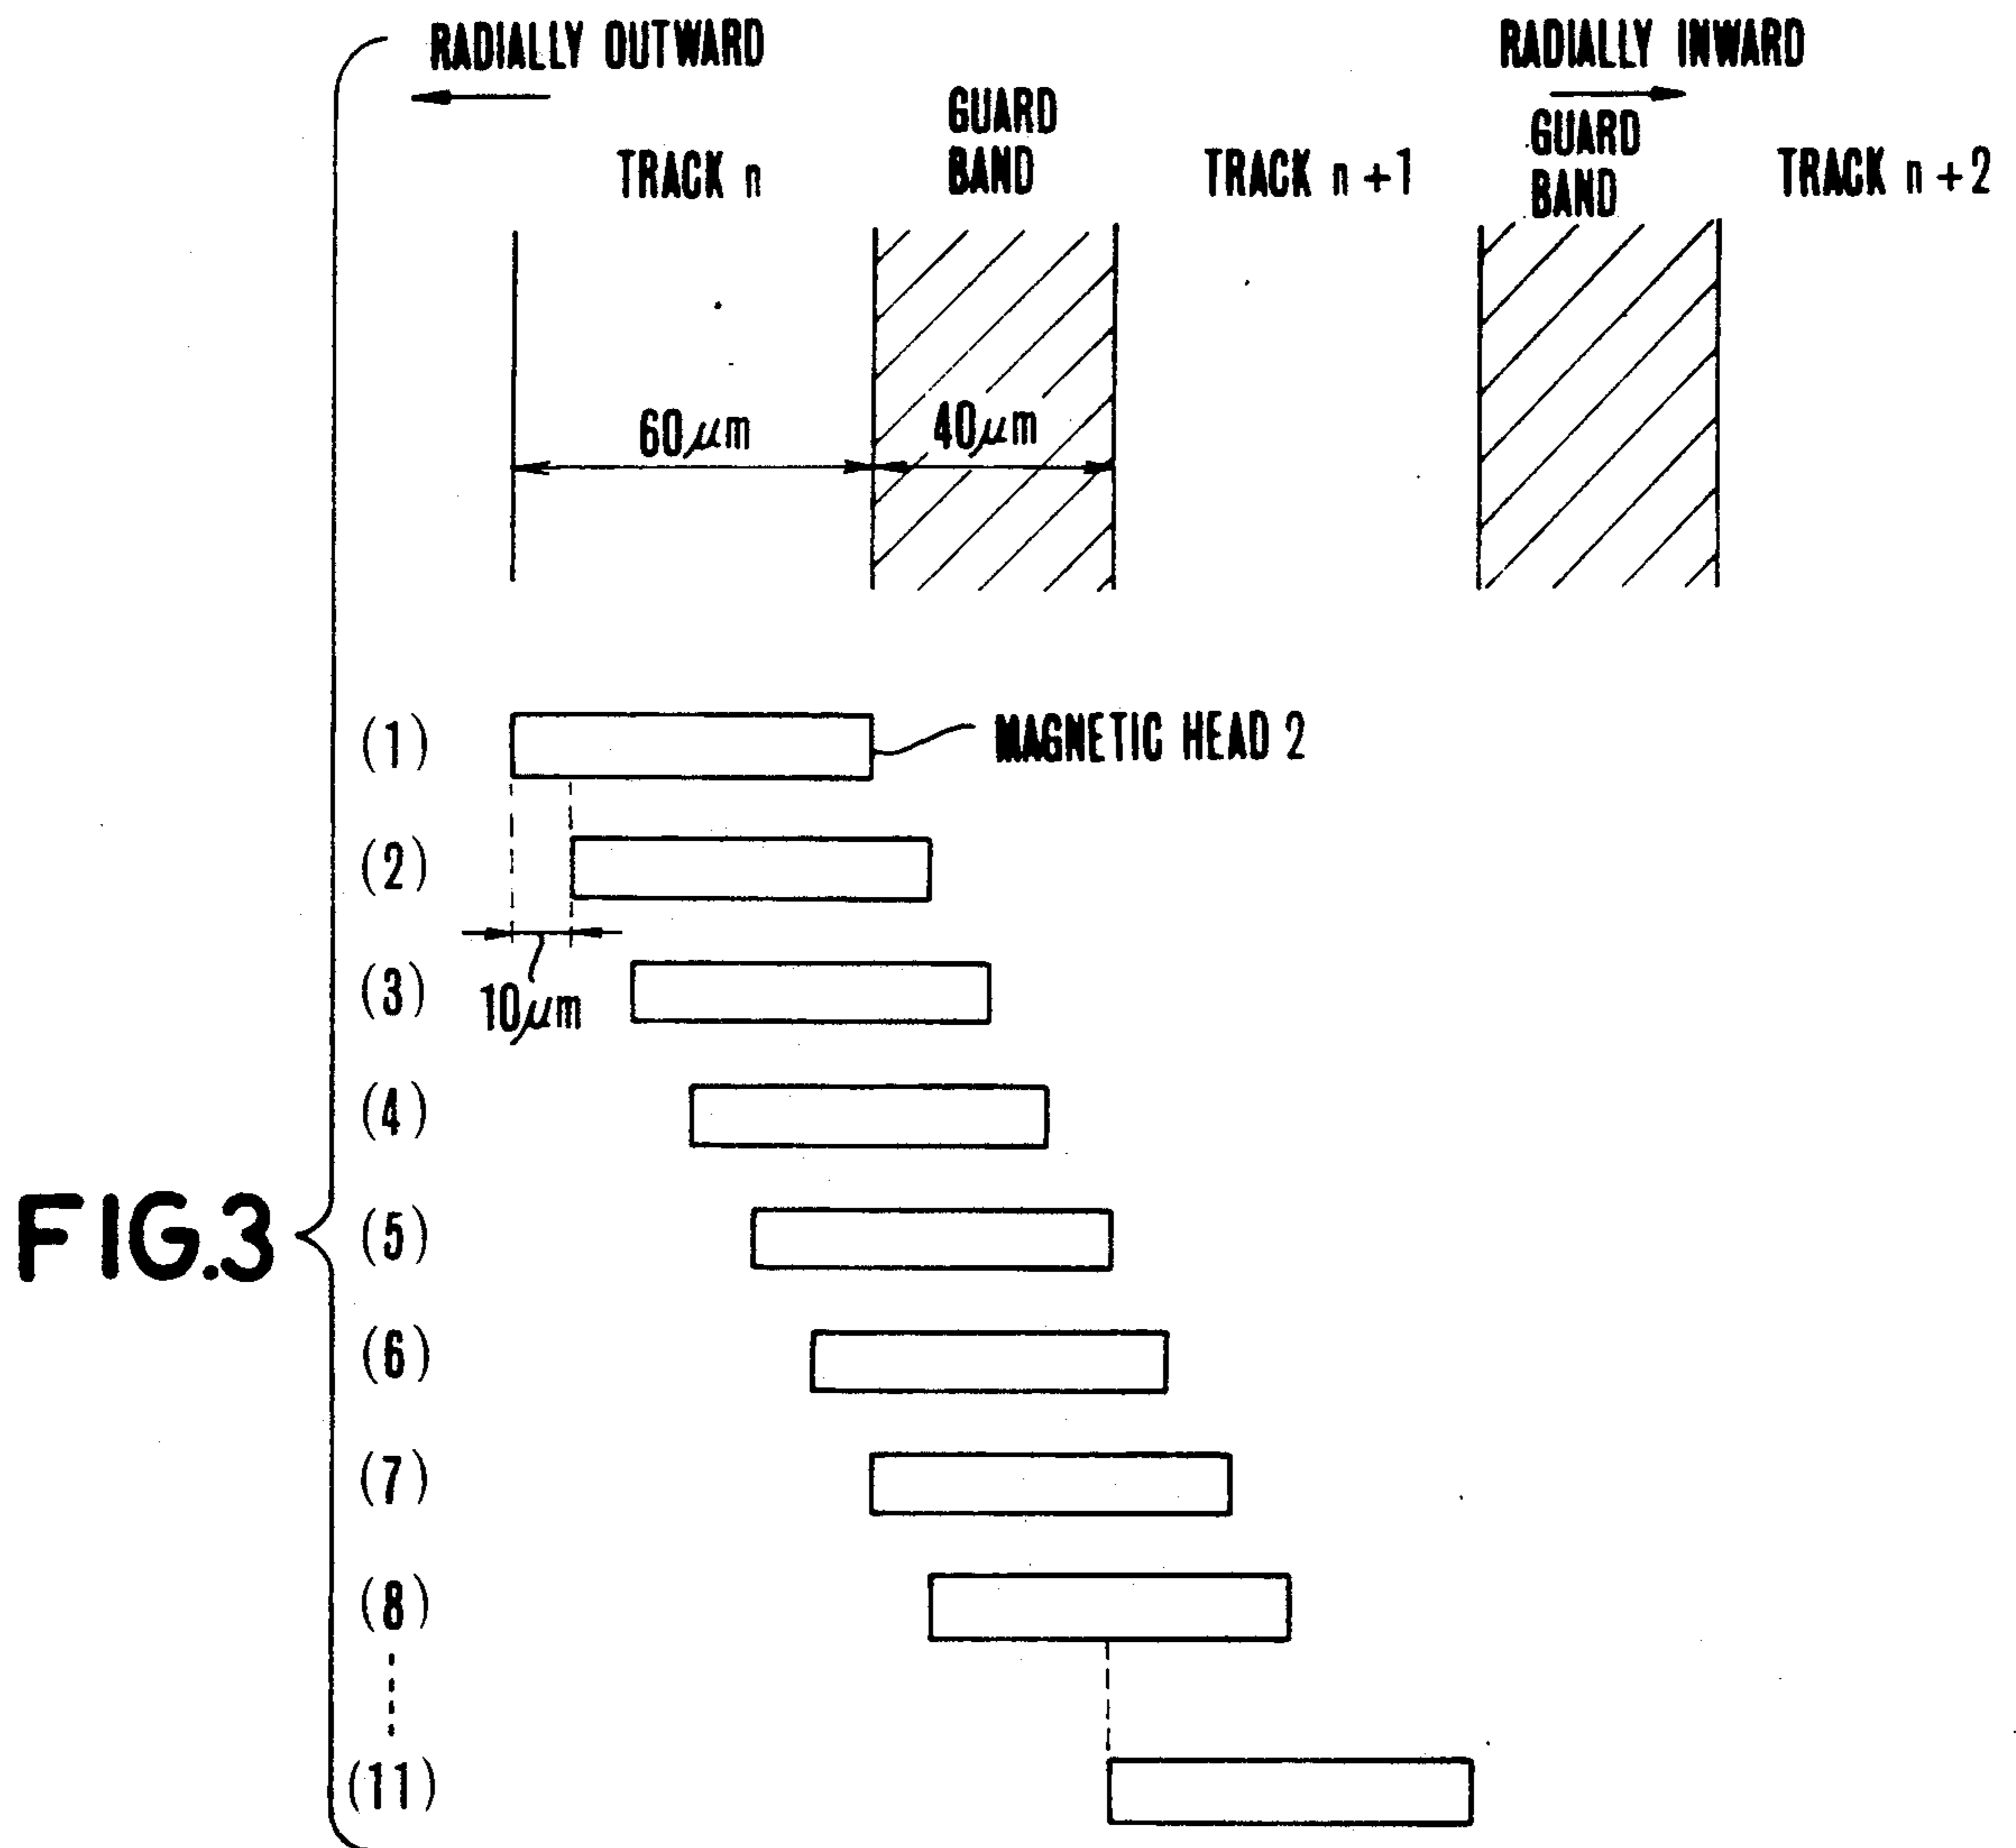 RADIALLY OUTWARD
RADIALLY INWARD
GUARD
BAND
GUARD
BAND
TRACK n
TRACK n+1
TRACK n+2
60μm
40μm
(1)
MAGNETIC HEAD 2
(2)
(3)
10μm
(4)
FIG.3
(5)
(6)
(7)
(8)
(11)